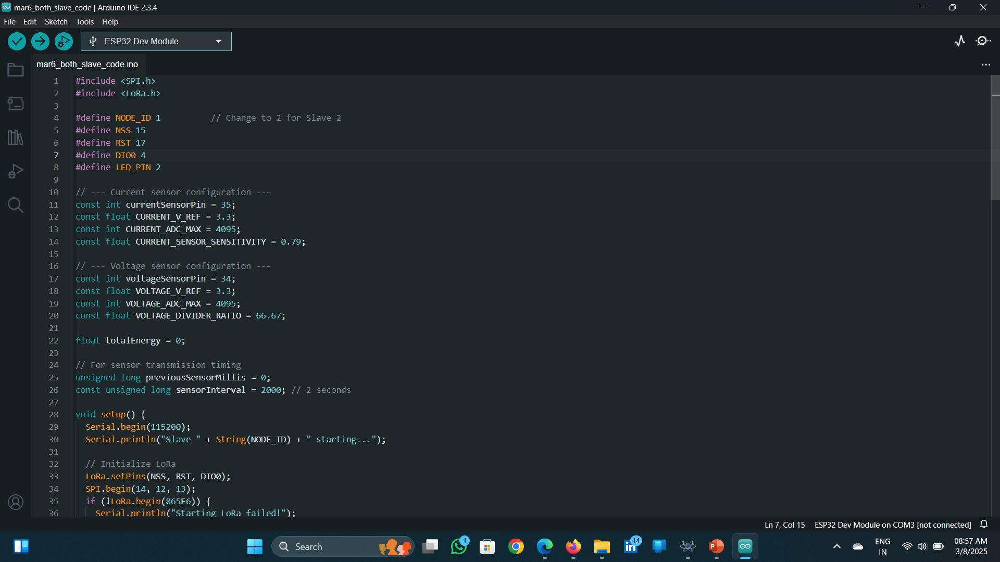 mar6_both_slave_code | Arduino IDE 2.3.4
File Edit Sketch Tools Help
ESP32 Dev Module
mar6_both_slave_code.ino
1 #include <SPI.h>
2 #include <LoRa.h>
3
4 #define NODE_ID 1          // Change to 2 for Slave 2
5 #define NSS 15
6 #define RST 17
7 #define DIO0 4
8 #define LED_PIN 2
9
10 // --- Current sensor configuration ---
11 const int currentSensorPin = 35;
12 const float CURRENT_V_REF = 3.3;
13 const int CURRENT_ADC_MAX = 4095;
14 const float CURRENT_SENSOR_SENSITIVITY = 0.79;
15
16 // --- Voltage sensor configuration ---
17 const int voltageSensorPin = 34;
18 const float VOLTAGE_V_REF = 3.3;
19 const int VOLTAGE_ADC_MAX = 4095;
20 const float VOLTAGE_DIVIDER_RATIO = 66.67;
21
22 float totalEnergy = 0;
23
24 // For sensor transmission timing
25 unsigned long previousSensorMillis = 0;
26 const unsigned long sensorInterval = 2000; // 2 seconds
27
28 void setup() {
29   Serial.begin(115200);
30   Serial.println("Slave " + String(NODE_ID) + " starting...");
31
32   // Initialize LoRa
33   LoRa.setPins(NSS, RST, DIO0);
34   SPI.begin(14, 12, 13);
35   if (!LoRa.begin(865E6)) {
36     Serial.println("Starting LoRa failed!");
Ln 7, Col 15 ESP32 Dev Module on COM3 [not connected]
Search
1
14
ENG
IN
08:57 AM
3/8/2025